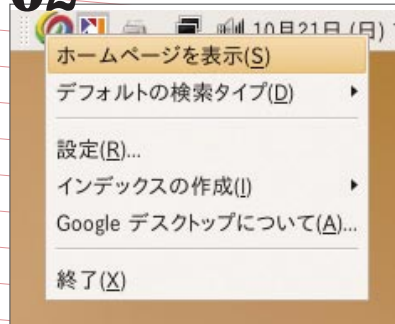 02
10月21日 (日)
ホームページを表示(S)
デフォルトの検索タイプ(D)
設定(R)...
インデックスの作成(I)
Google デスクトップについて(A)...
終了(X)